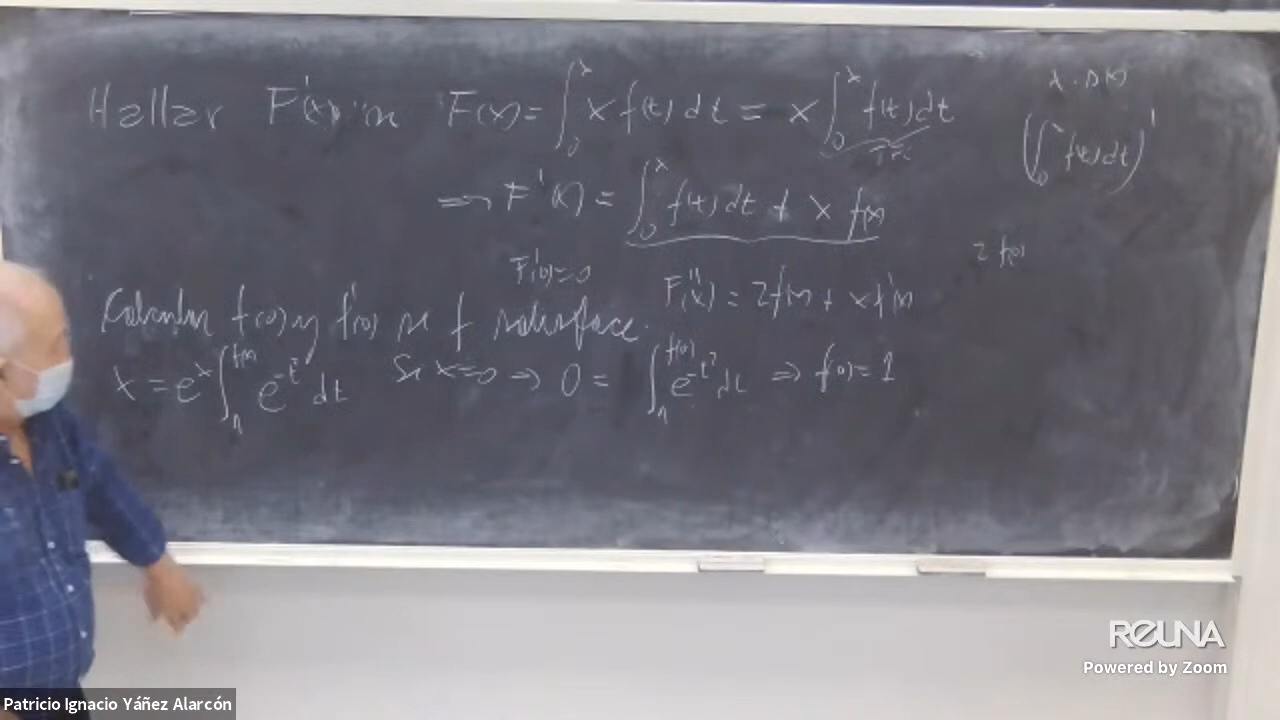 Hallar F'(x) si F(x) = ∫₀ˣ x f(t) dt = x ∫₀ˣ f(t) dt
TFC
(∫₀ˣ f(t) dt)'
⇒ F'(x) = ∫₀ˣ f(t) dt + x f(x)
2 f(0)
F'(0) = 0 F''(x) = 2f(x) + x f'(x)
Calcular f(0) y f'(0) si f satisface:
x = eˣ ∫₁^f(x) e^-t² dt Si x=0 ⇒ 0 = ∫₁^f(0) e^-t² dt ⇒ f(0) = 1
REUNA
Powered by Zoom
Patricio Ignacio Yáñez Alarcón